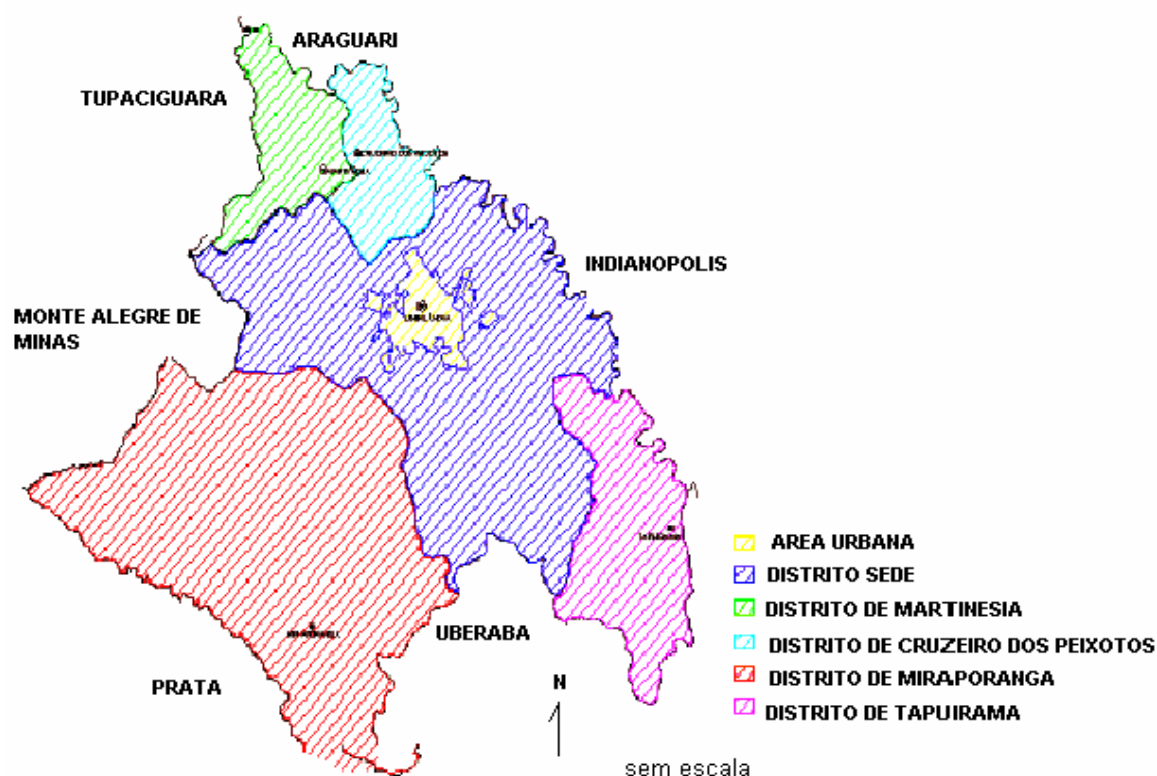 ARAGUARI
TUPACIGUARA
INDIANOPOLIS
MONTE ALEGRE DE
MINAS
UBERABA
PRATA
N
sem escala
AREA URBANA
DISTRITO SEDE
DISTRITO DE MARTINESIA
DISTRITO DE CRUZEIRO DOS PEIXOTOS
DISTRITO DE MIRAPORANGA
DISTRITO DE TAPUIRAMA